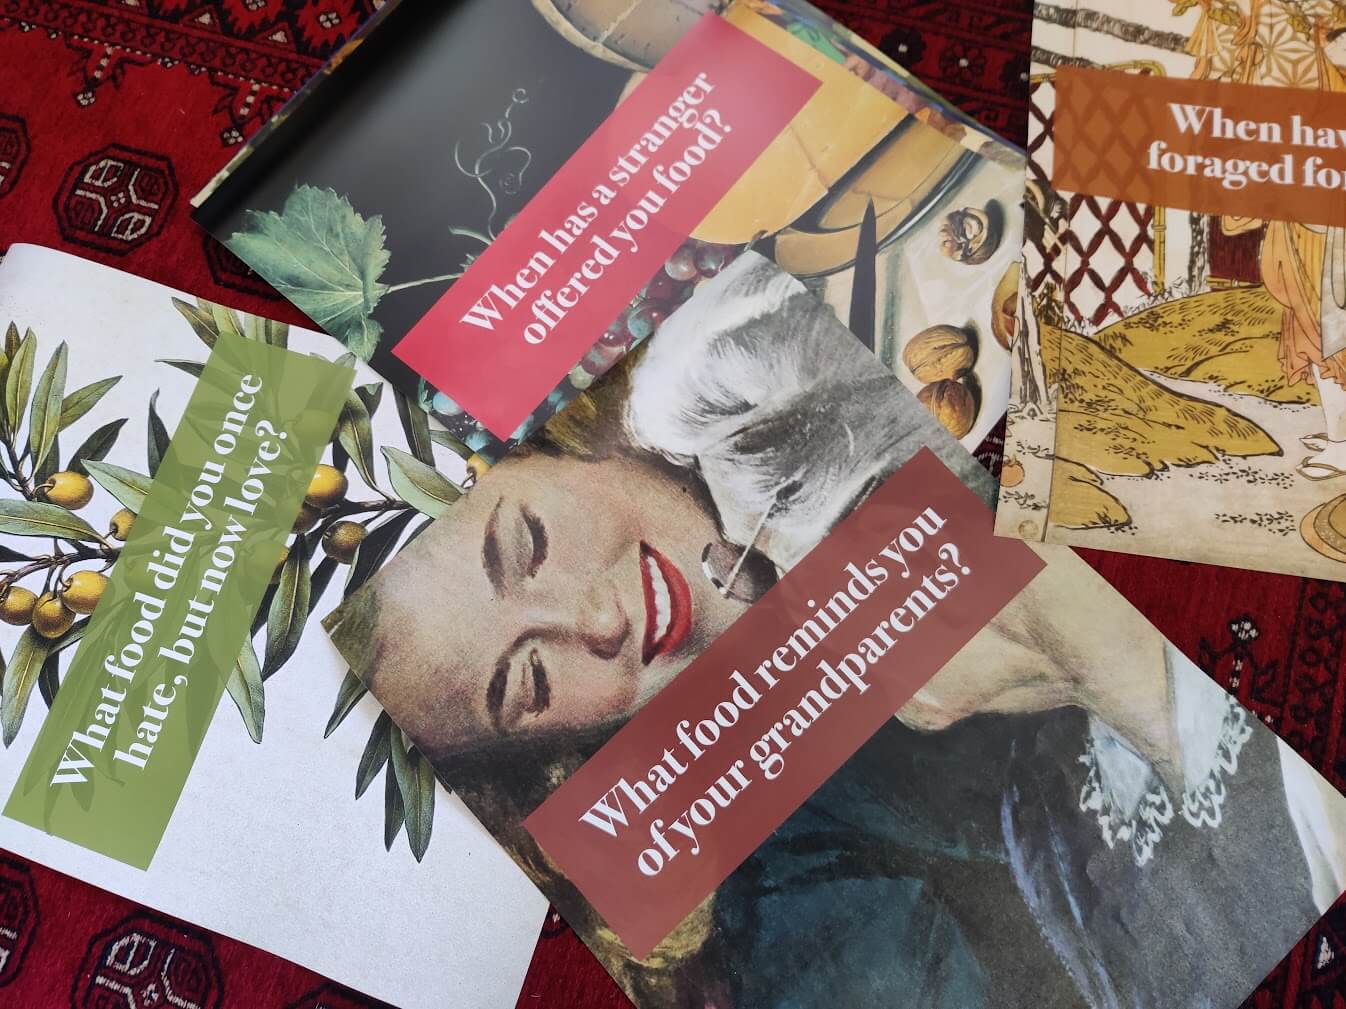 When has a stranger
offered you food?
When hav
foraged for
What food did you once
hate, but now love?
What food reminds you
of your grandparents?